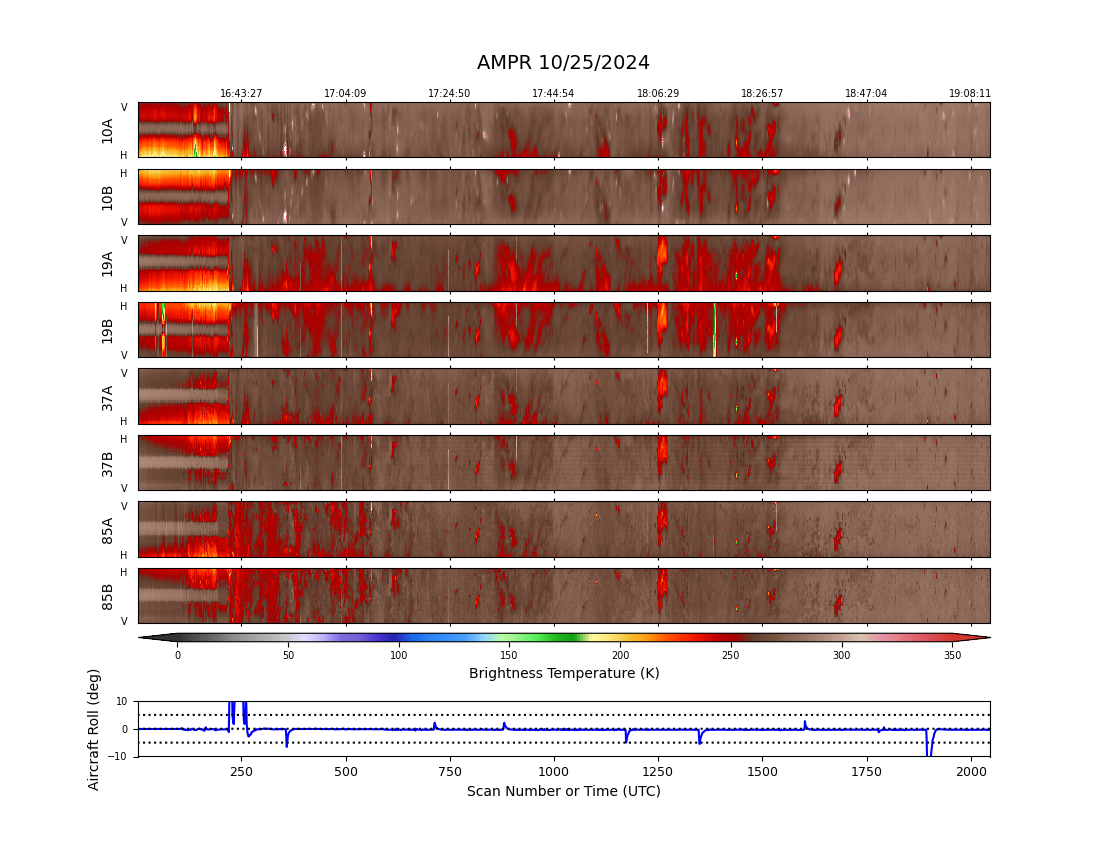 AMPR 10/25/2024
16:43:27 17:04:09 17:24:50 17:44:54 18:06:29 18:26:57 18:47:04 19:08:11
V
10A
H
H
10B
V
V
19A
H
H
19B
V
V
37A
H
H
37B
V
V
85A
H
H
85B
V
0 50 100 150 200 250 300 350
Brightness Temperature (K)
Aircraft Roll (deg)
10
0
−10
250 500 750 1000 1250 1500 1750 2000
Scan Number or Time (UTC)